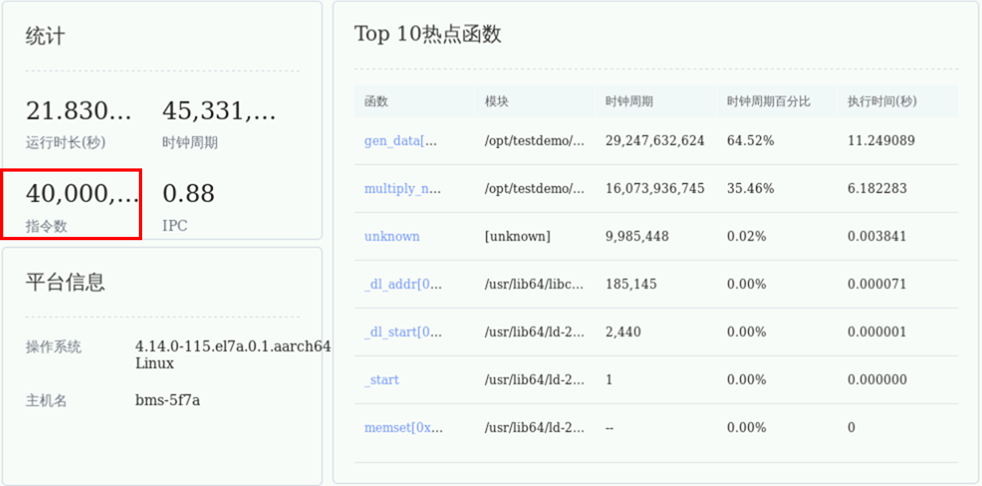 统计
21.830... 45,331,...
运行时长(秒) 时钟周期
40,000,... 0.88
指令数 IPC
平台信息
操作系统 4.14.0-115.el7a.0.1.aarch64
Linux
主机名 bms-5f7a
Top 10热点函数
函数 模块 时钟周期 时钟周期百分比 执行时间(秒)
gen_data[... /opt/testdemo/... 29,247,632,624 64.52% 11.249089
multiply_n... /opt/testdemo/... 16,073,936,745 35.46% 6.182283
unknown [unknown] 9,985,448 0.02% 0.003841
_dl_addr[0... /usr/lib64/libc... 185,145 0.00% 0.000071
_dl_start[0... /usr/lib64/ld-2... 2,440 0.00% 0.000001
_start /usr/lib64/ld-2... 1 0.00% 0.000000
memset[0x... /usr/lib64/ld-2... -- 0.00% 0